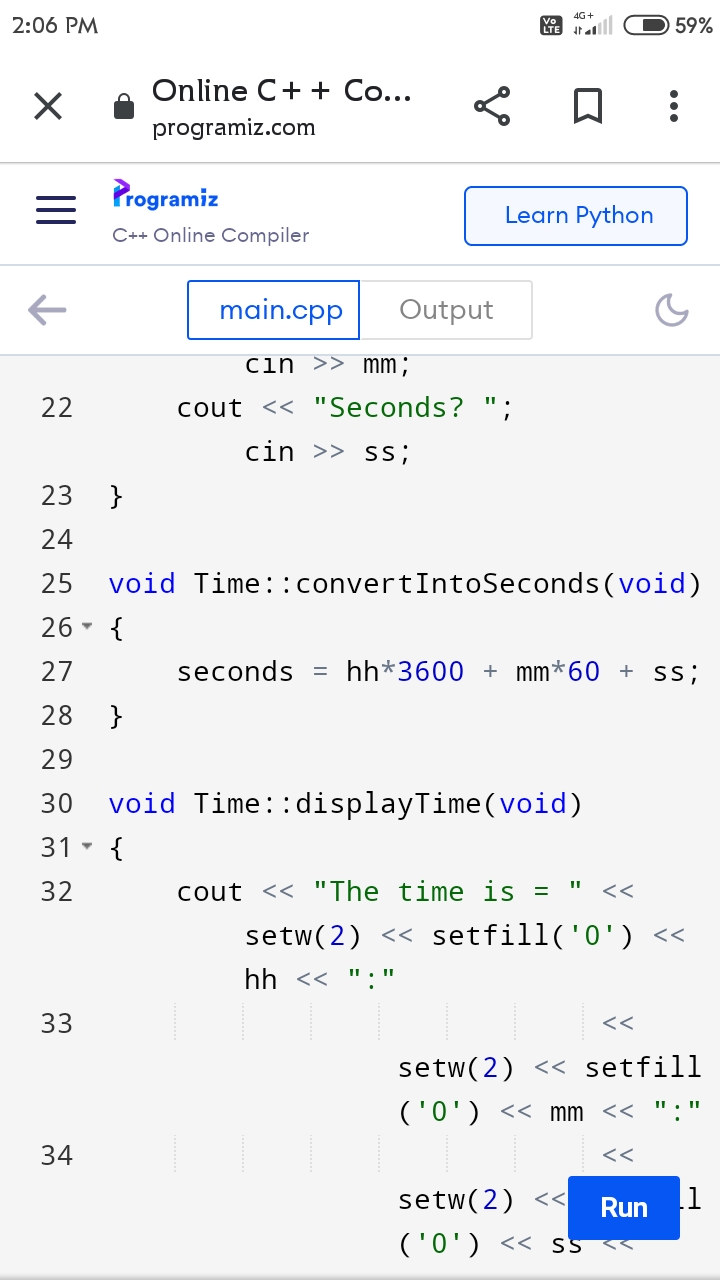 2:06 PM
Vo LTE 4G+ 59%
Online C++ Co...
programiz.com
Programiz
C++ Online Compiler
Learn Python
main.cpp Output
cin >> mm;
22 cout << "Seconds? ";
cin >> ss;
23 }
24
25 void Time::convertIntoSeconds(void)
26 {
27 seconds = hh*3600 + mm*60 + ss;
28 }
29
30 void Time::displayTime(void)
31 {
32 cout << "The time is = " <<
setw(2) << setfill('0') <<
hh << ":"
33 <<
setw(2) << setfill
('0') << mm << ":"
34 <<
setw(2) <<
('0') << ss <<
Run